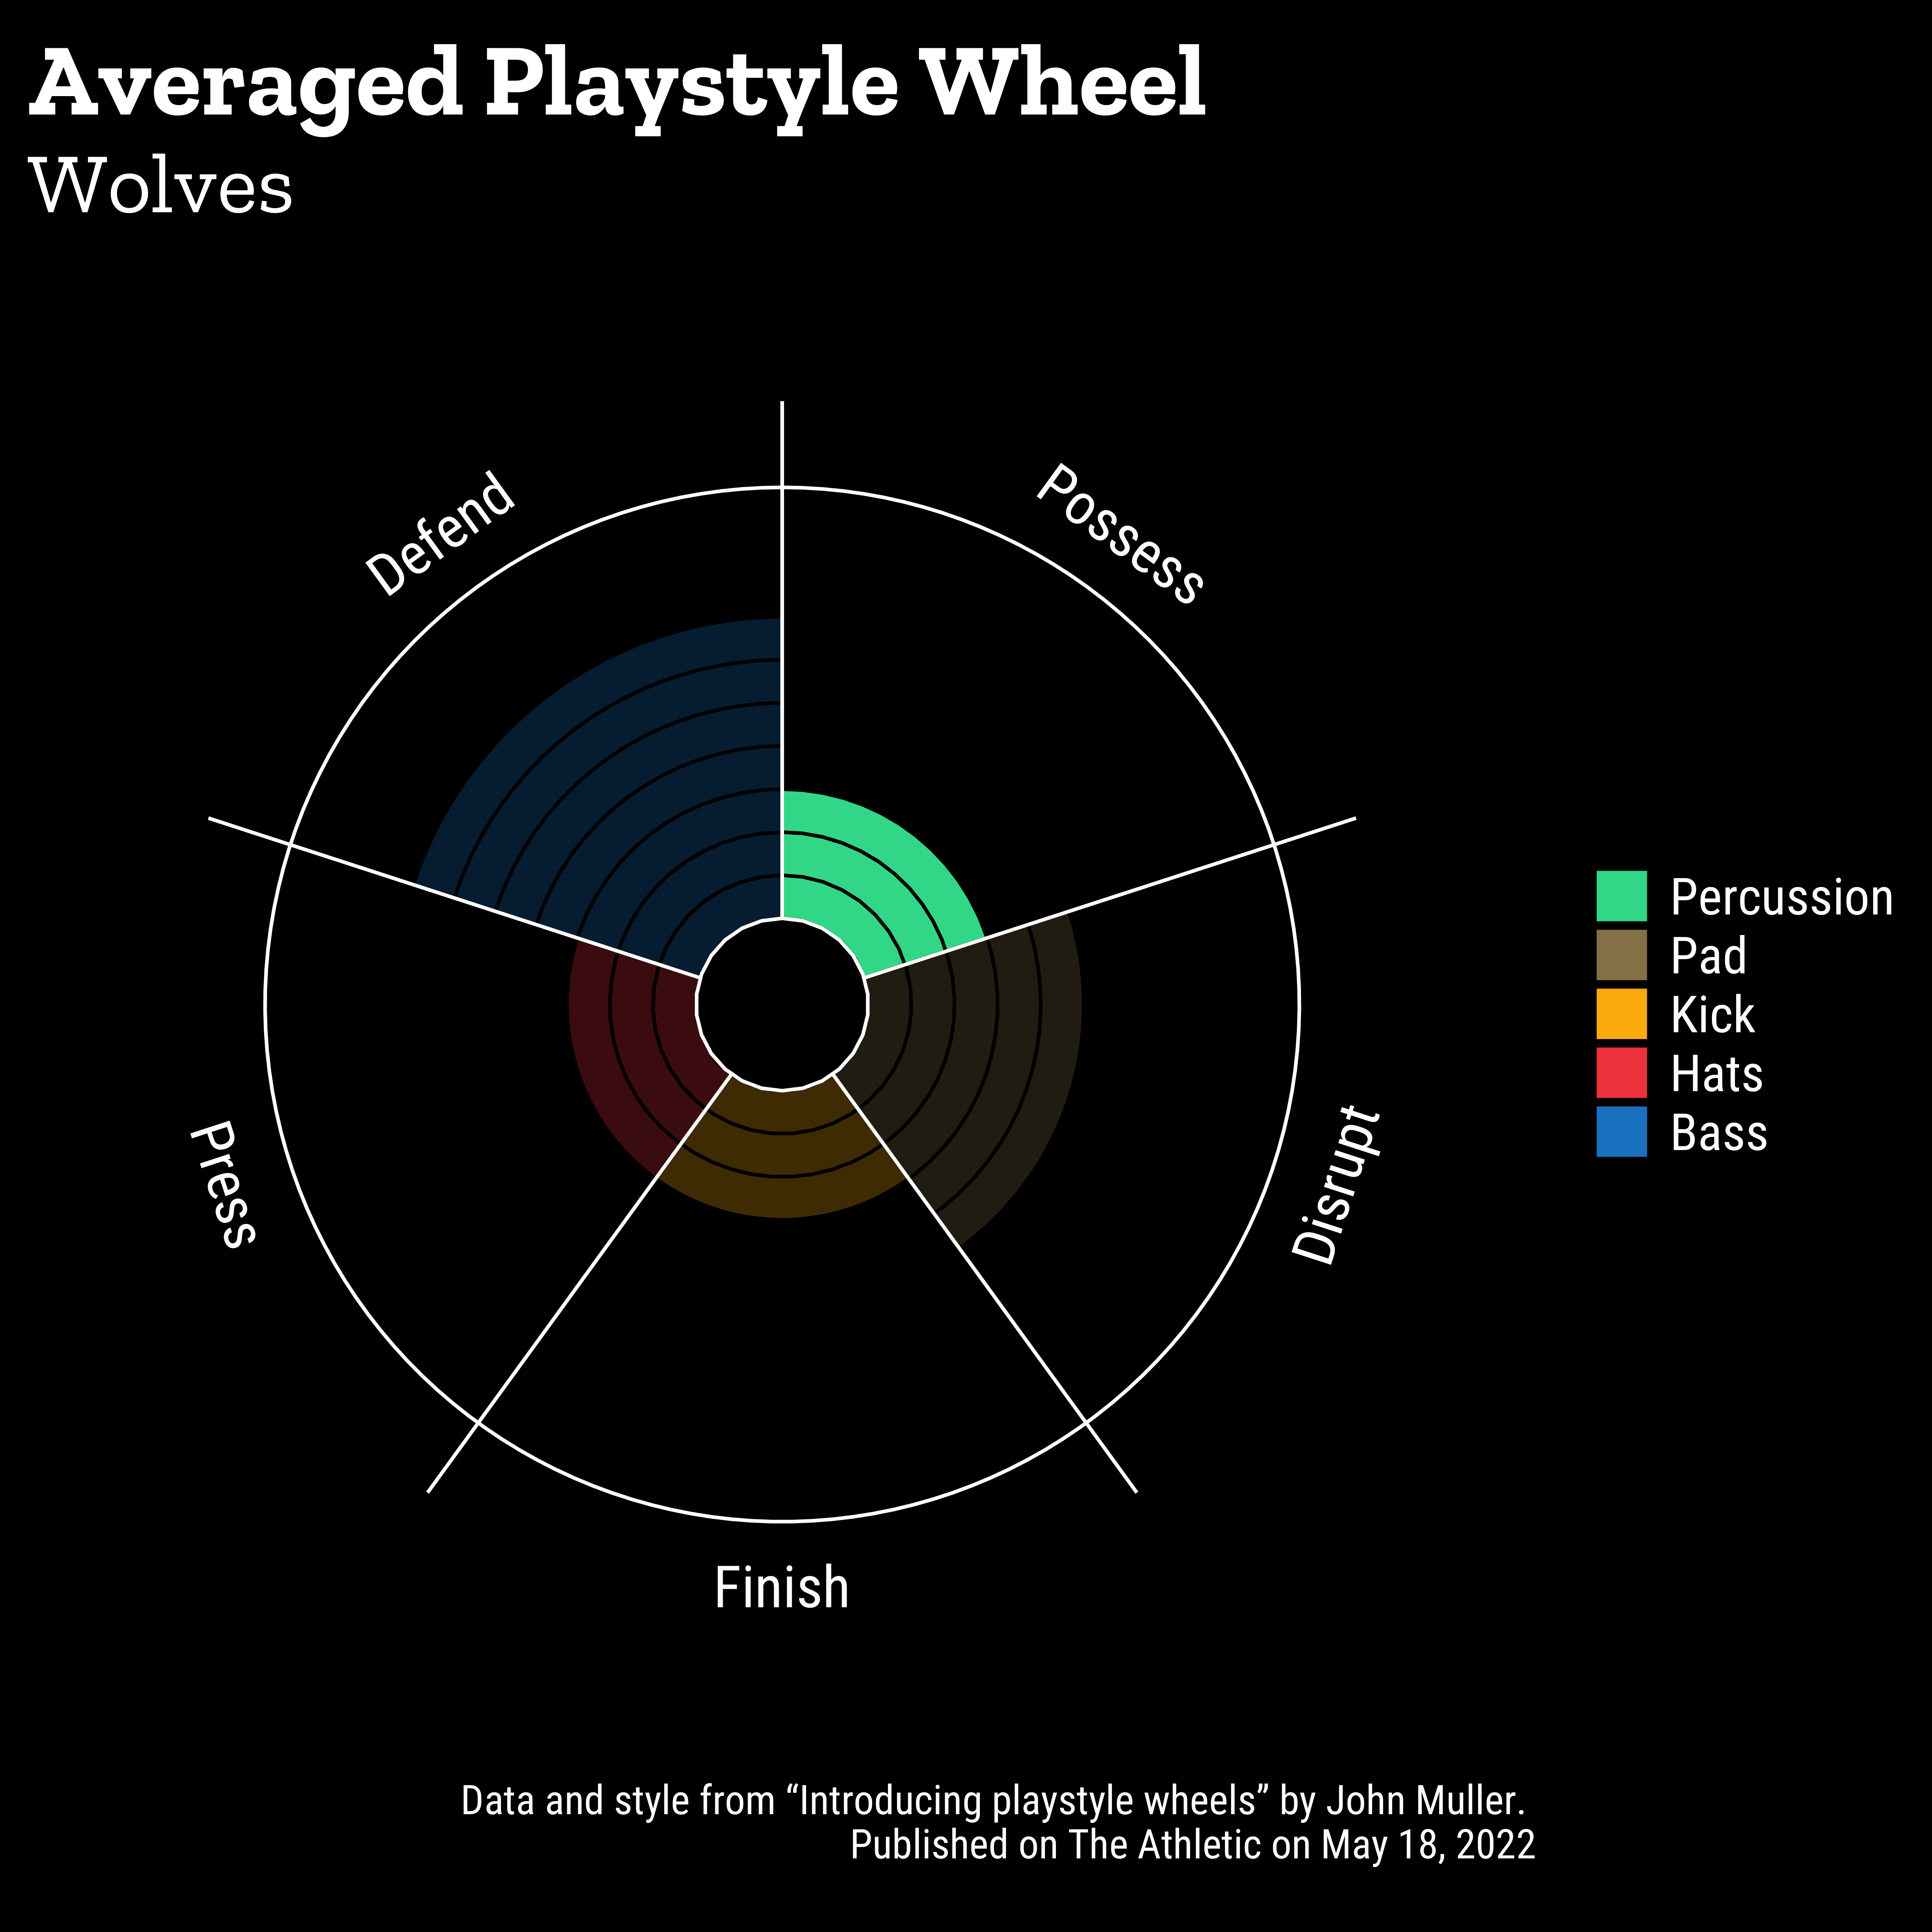 Averaged Playstyle Wheel
Wolves
Defend
Possess
Press
Disrupt
Finish
Percussion
Pad
Kick
Hats
Bass
Data and style from “Introducing playstyle wheels” by John Muller.
Published on The Athletic on May 18, 2022